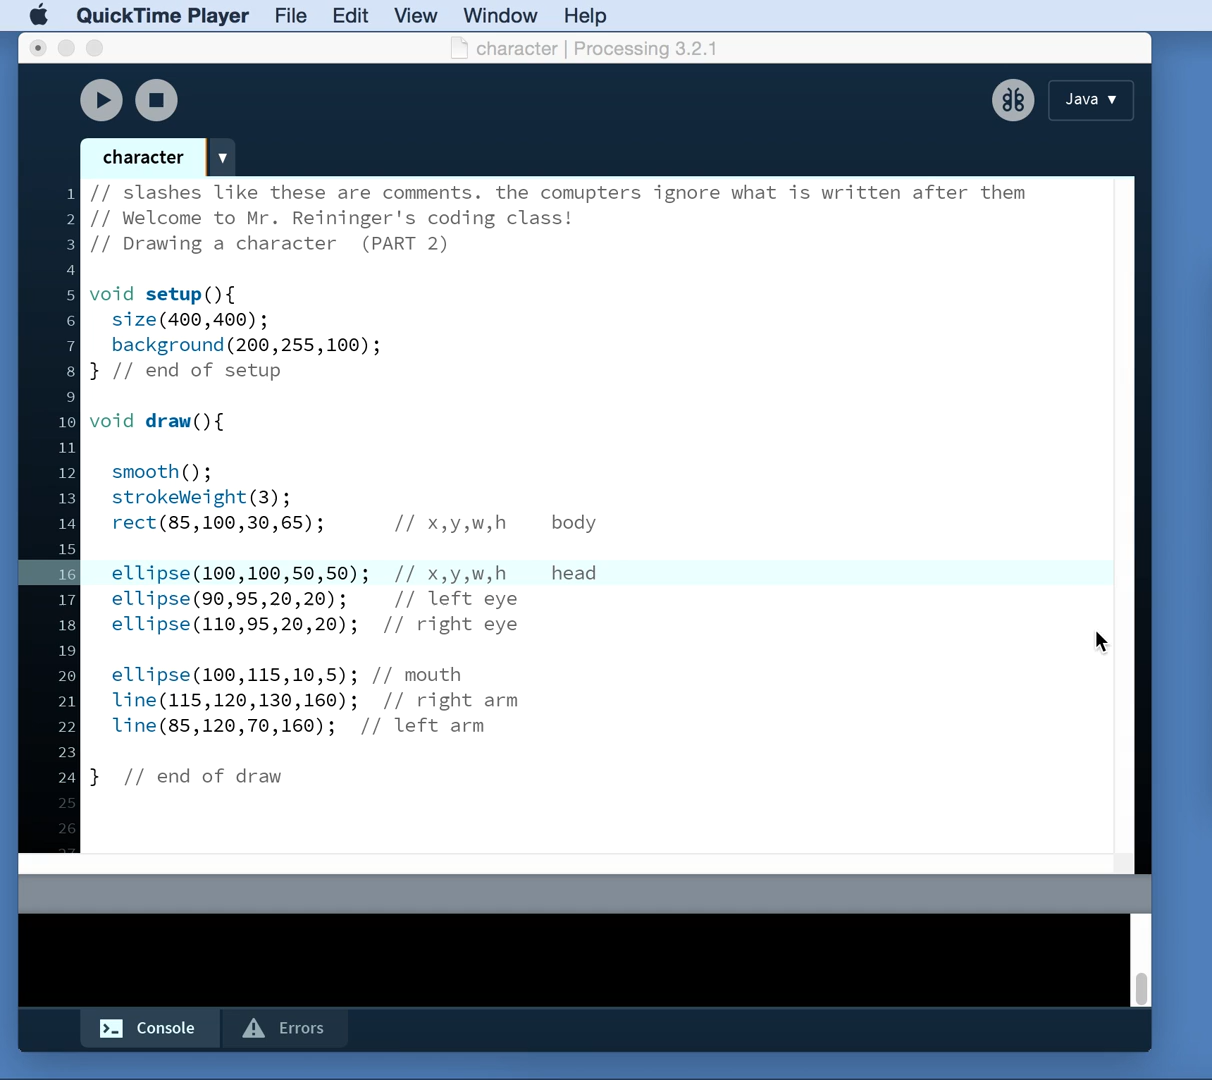 QuickTime Player File Edit View Window Help
character | Processing 3.2.1
Java ▼
character ▼
1 // slashes like these are comments. the comupters ignore what is written after them
2 // Welcome to Mr. Reininger's coding class!
3 // Drawing a character (PART 2)
4
5 void setup(){
6 size(400,400);
7 background(200,255,100);
8 } // end of setup
9
10 void draw(){
11
12 smooth();
13 strokeWeight(3);
14 rect(85,100,30,65); // x,y,w,h body
15
16 ellipse(100,100,50,50); // x,y,w,h head
17 ellipse(90,95,20,20); // left eye
18 ellipse(110,95,20,20); // right eye
19
20 ellipse(100,115,10,5); // mouth
21 line(115,120,130,160); // right arm
22 line(85,120,70,160); // left arm
23
24 } // end of draw
25
26
27
Console Errors